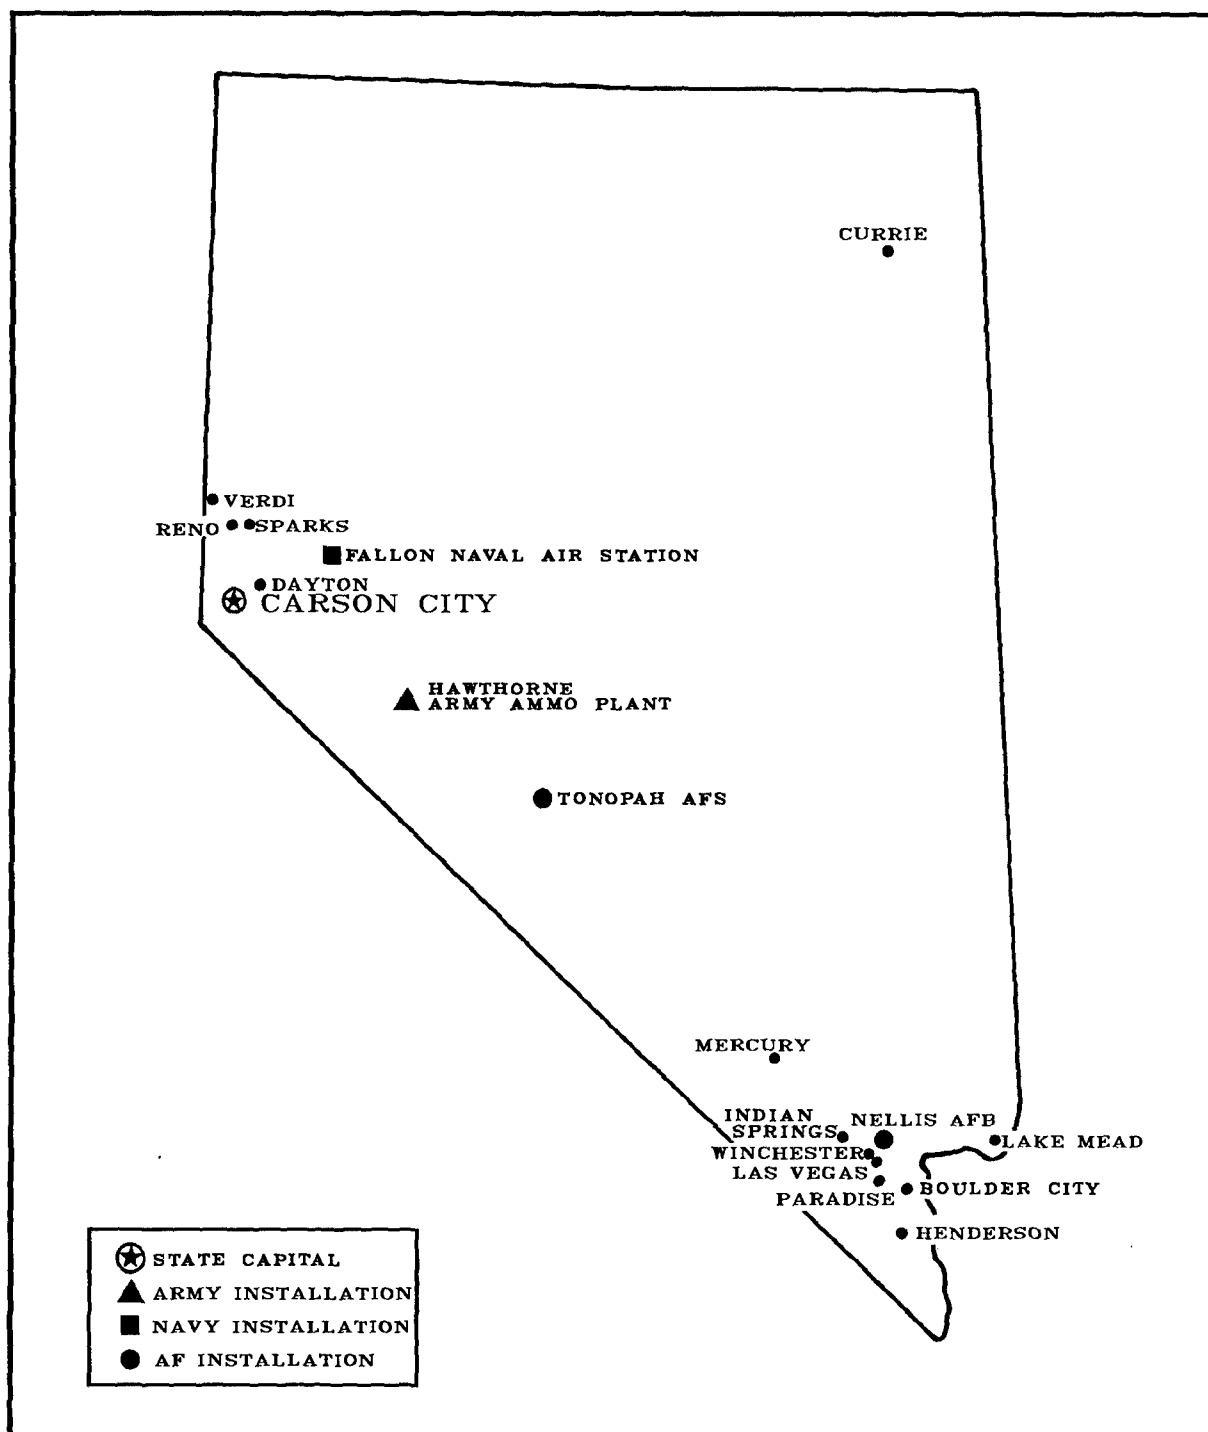 CURRIE
VERDI
RENO
SPARKS
FALLON NAVAL AIR STATION
DAYTON
CARSON CITY
HAWTHORNE
ARMY AMMO PLANT
TONOPAH AFS
MERCURY
INDIAN
SPRINGS
NELLIS AFB
LAKE MEAD
WINCHESTER
LAS VEGAS
PARADISE
BOULDER CITY
HENDERSON
STATE CAPITAL
ARMY INSTALLATION
NAVY INSTALLATION
AF INSTALLATION